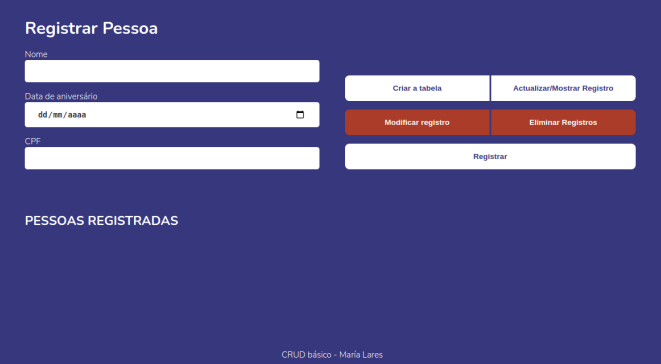 Registrar Pessoa
Nome
Data de aniversário
dd/mm/aaaa
CPF
Criar a tabela
Actualizar/Mostrar Registro
Modificar registro
Eliminar Registros
Registrar
PESSOAS REGISTRADAS
CRUD básico - María Lares